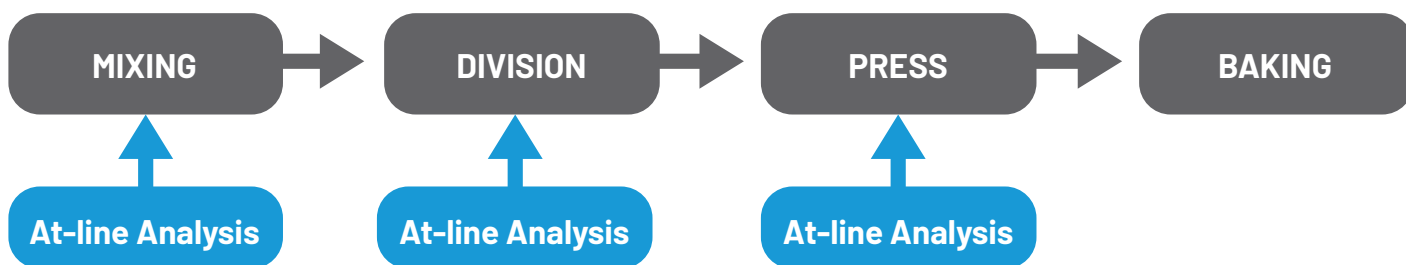 MIXING
DIVISION
PRESS
BAKING
At-line Analysis
At-line Analysis
At-line Analysis